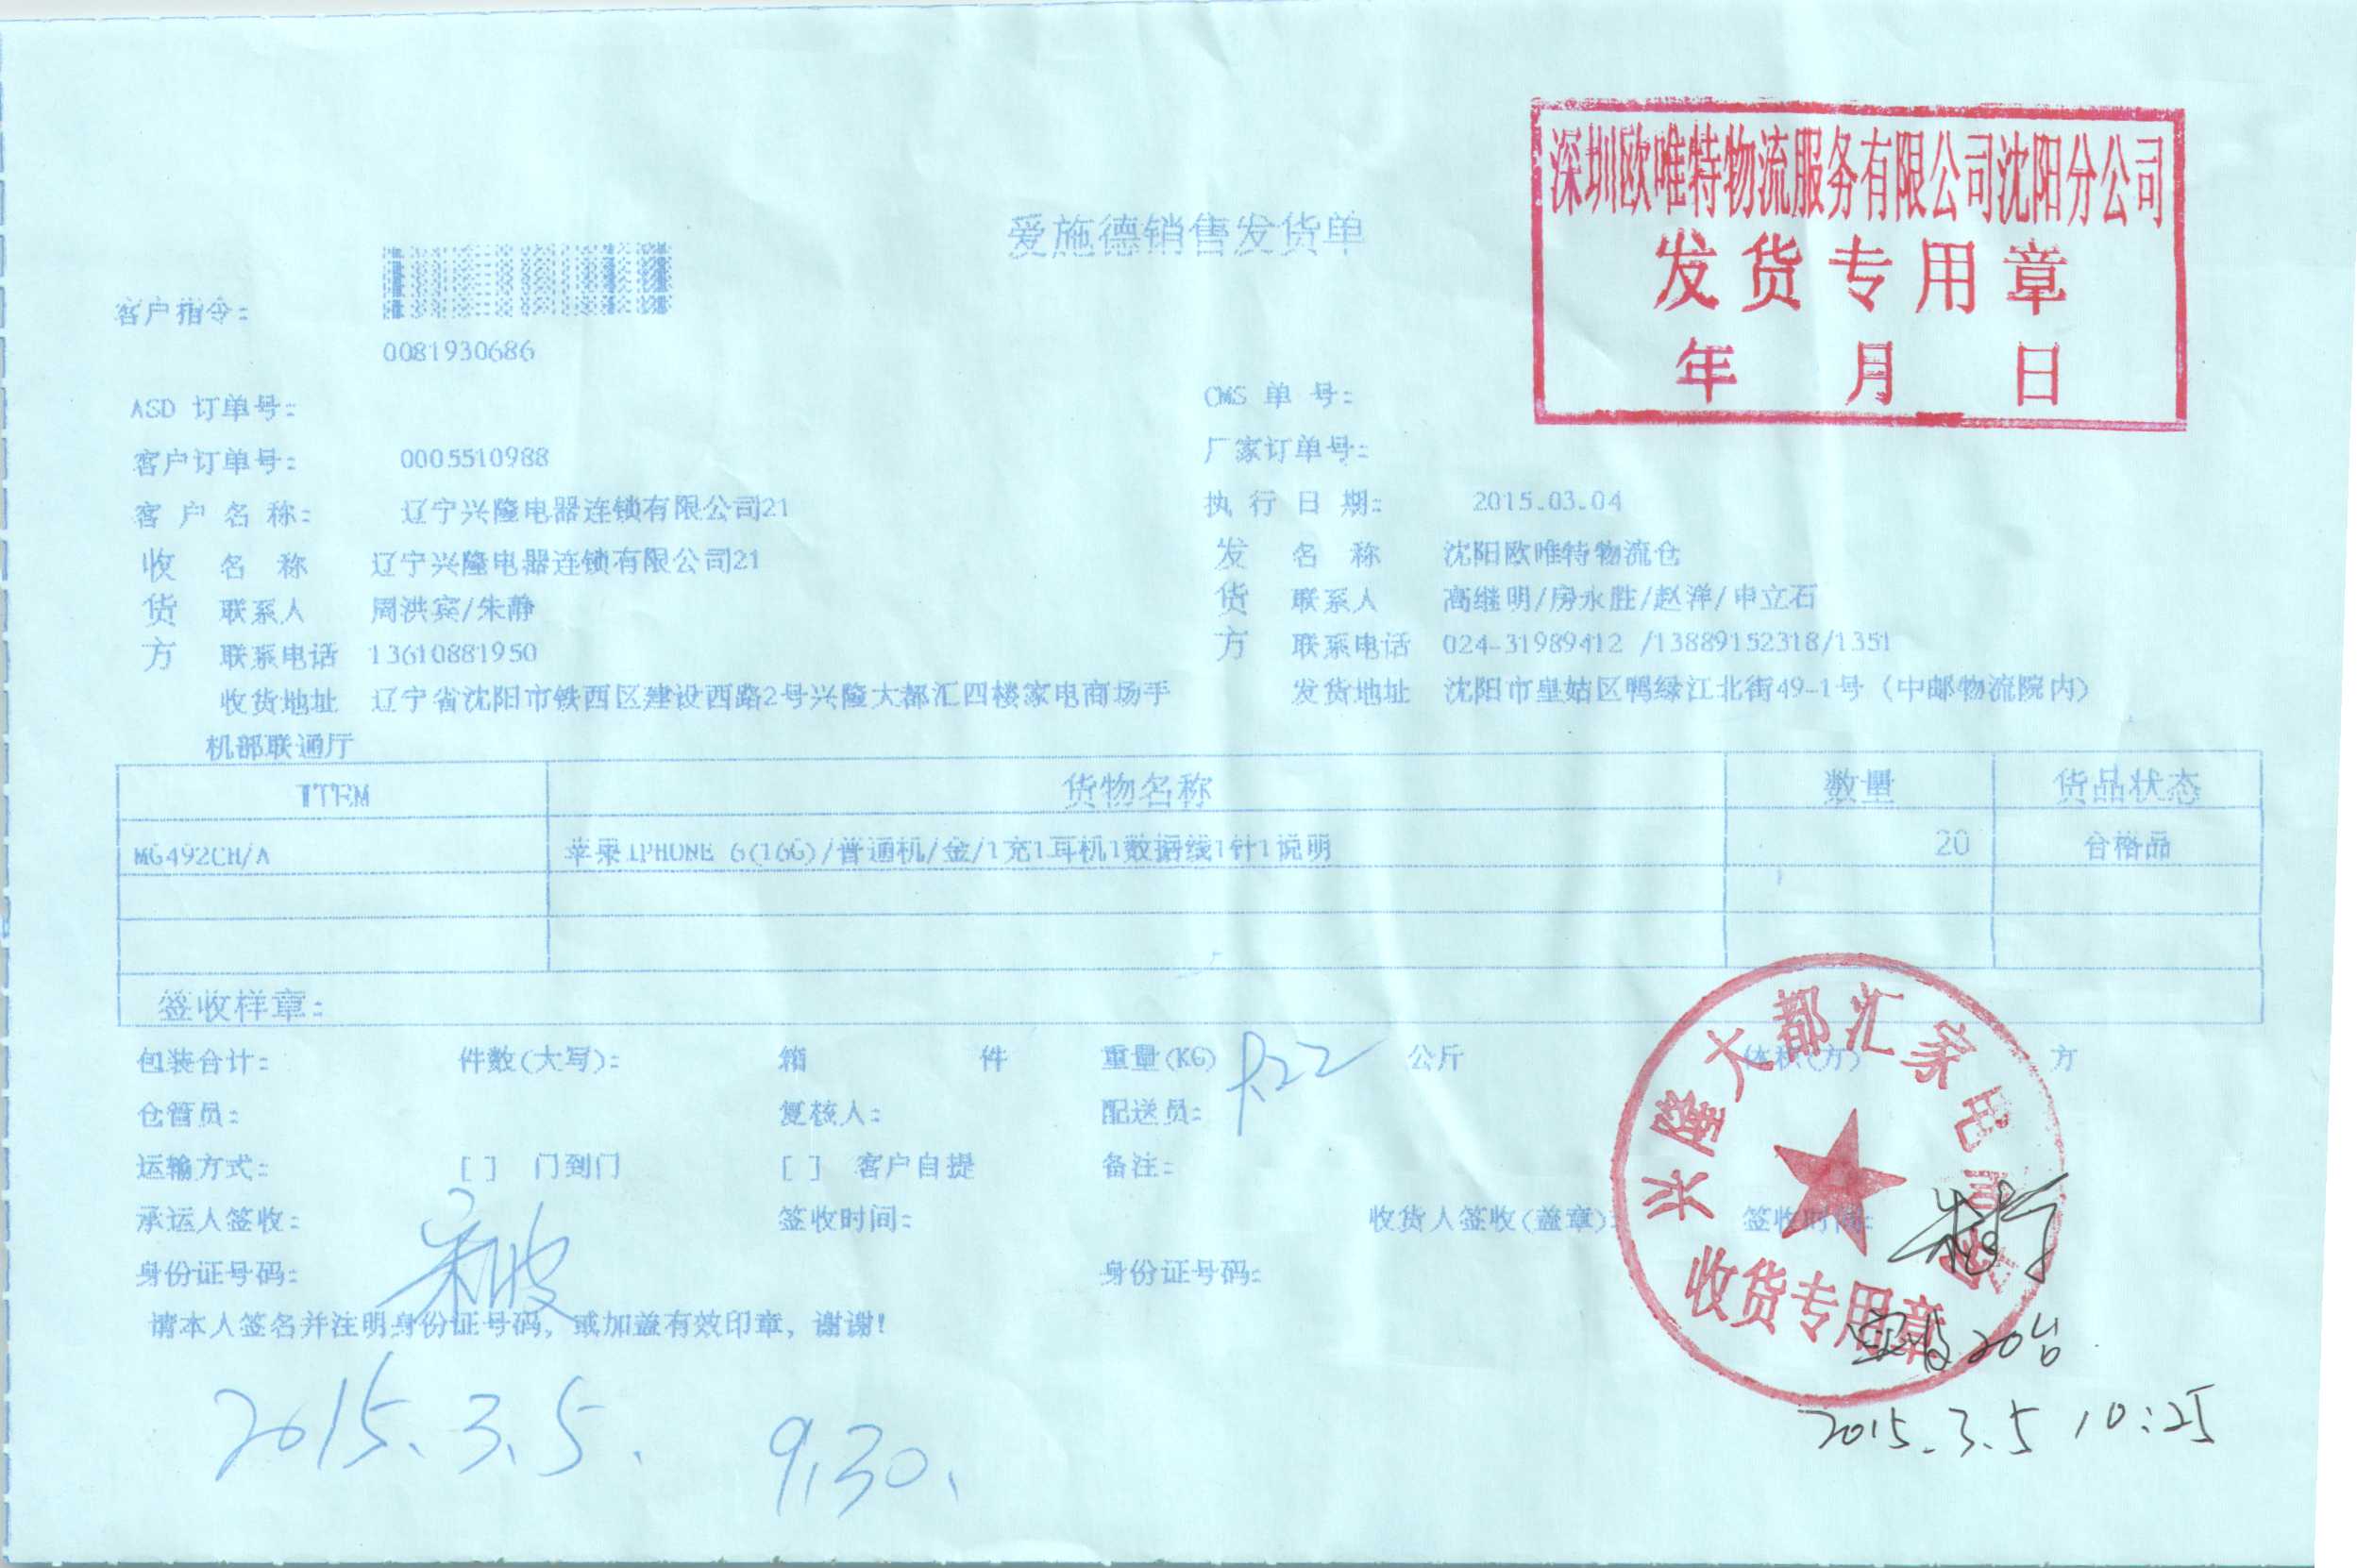 深圳欧唯特物流服务有限公司沈阳分公司
发货专用章
年 月 日
爱施德销售发货单
客户指令:
0081930686
ASD 订单号: CMS 单 号:
客户订单号: 0005510988 厂家订单号:
客 户 名 称: 辽宁兴隆电器连锁有限公司21 执 行 日 期: 2015.03.04
收 名 称 辽宁兴隆电器连锁有限公司21 发 名 称 沈阳欧唯特物流仓
货 联系人 周洪宾/朱静 货 联系人 高继明/房永胜/赵洋/申立石
方 联系电话 13610881950 方 联系电话 024-31989412 /13889152318/1351
收货地址 辽宁省沈阳市铁西区建设西路2号兴隆大都汇四楼家电商场手 发货地址 沈阳市皇姑区鸭绿江北街49-1号 (中邮物流院内)
机部联通厅
ITEM 货物名称 数量 货品状态
MG492CH/A 苹果IPHONE 6(16G)/普通机/金/1充1耳机1数据线1针1说明 20 合格品
签收样章:
包装合计: 件数(大写): 箱 件 重量(KG) 公斤 体积(方) 方
仓管员: 复核人: 配送员:
运输方式: [ ] 门到门 [ ] 客户自提 备注:
承运人签收: 签收时间: 收货人签收(盖章): 签收时间:
身份证号码: 身份证号码:
请本人签名并注明身份证号码, 或加盖有效印章, 谢谢!
兴隆大都汇家电
收货专用章
20台
2015.3.5. 9.30.
2015.3.5 10:25